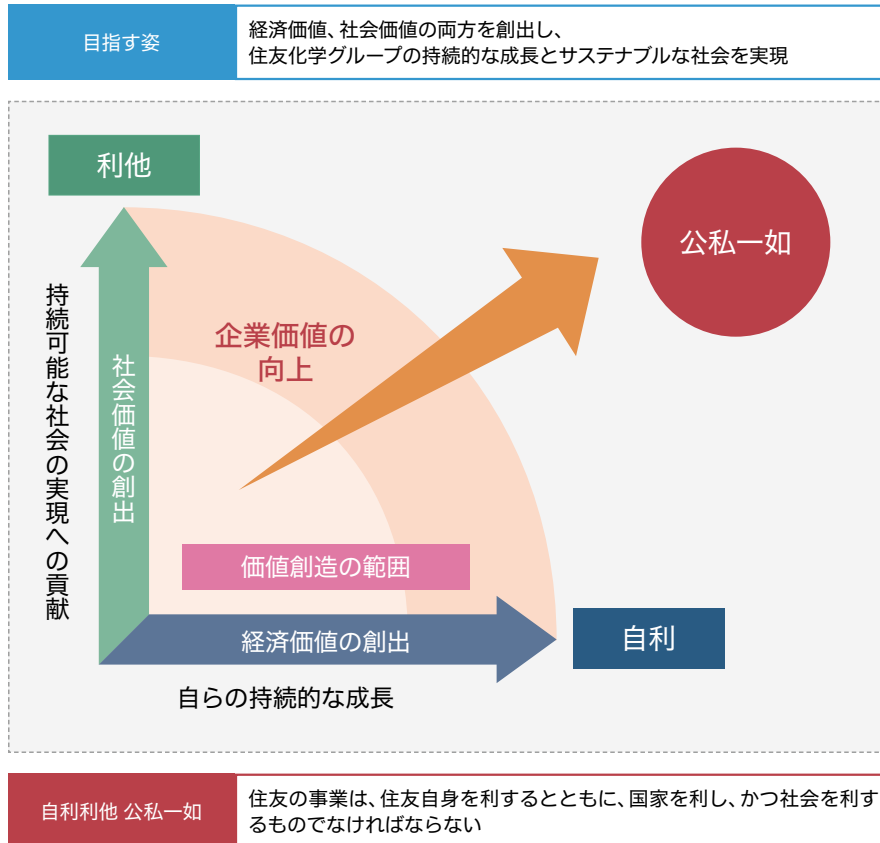 目指す姿
経済価値、社会価値の両方を創出し、
住友化学グループの持続的な成長とサステナブルな社会を実現
利他
公私一如
企業価値の
向上
持続可能な社会の実現への貢献
社会価値の創出
価値創造の範囲
経済価値の創出
自利
自らの持続的な成長
自利利他 公私一如
住友の事業は、住友自身を利するとともに、国家を利し、かつ社会を利す
るものでなければならない